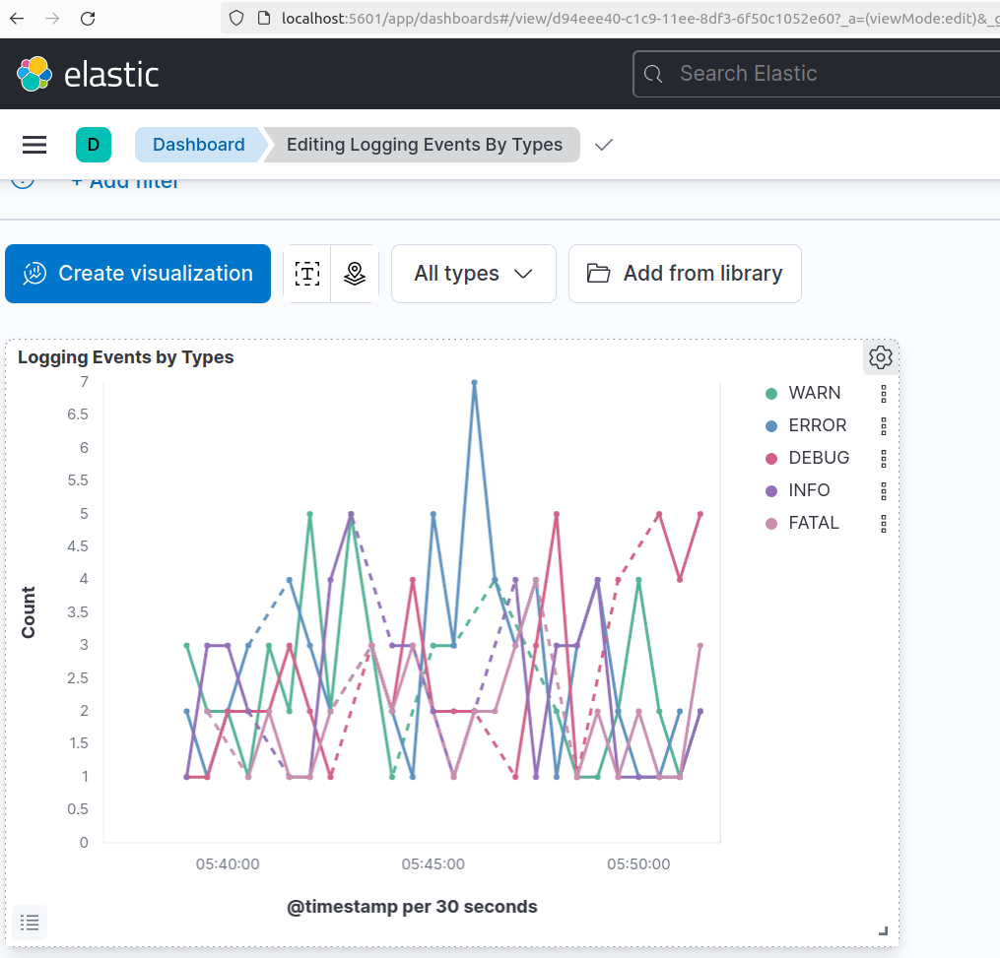 localhost:5601/app/dashboards#/view/d94eee40-c1c9-11ee-8df3-6f50c1052e60?_a=(viewMode:edit)&_g
elastic
Search Elastic
D Dashboard Editing Logging Events By Types
+ Add filter
Create visualization T All types Add from library
Logging Events by Types
7
6.5
6
5.5
5
4.5
4
3.5
3
2.5
2
1.5
1
0.5
0
Count
05:40:00 05:45:00 05:50:00
@timestamp per 30 seconds
WARN
ERROR
DEBUG
INFO
FATAL